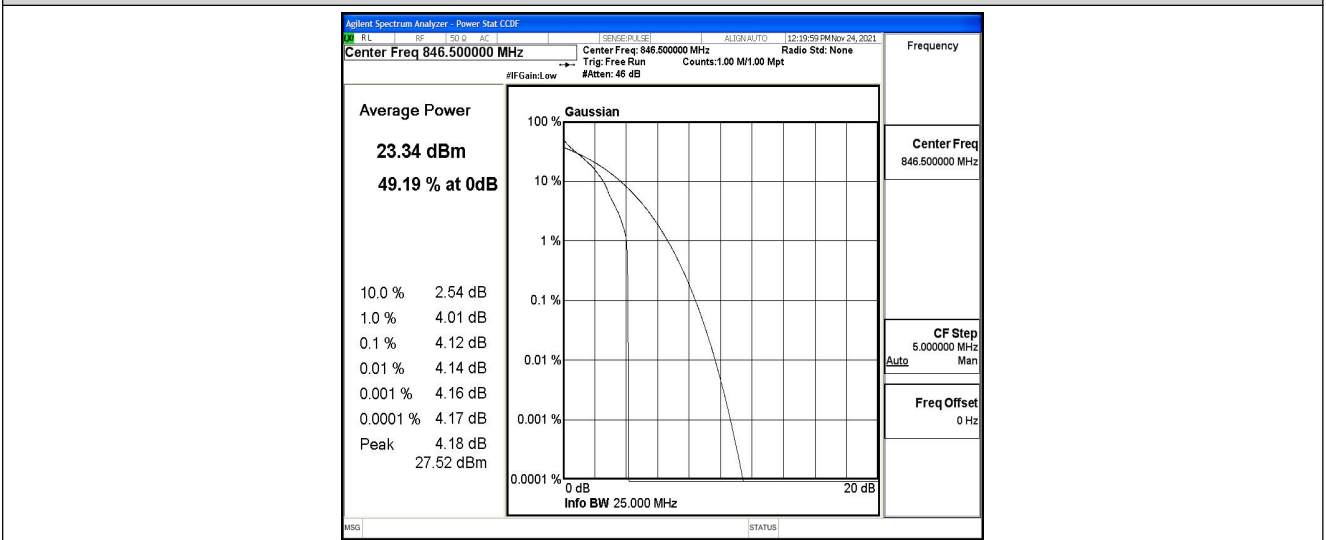 Agilent Spectrum Analyzer - Power Stat CCDF
LXI RL RF 50 Ω AC SENSE:PULSE ALIGN AUTO 12:19:59 PM Nov 24, 2021
Center Freq 846.500000 MHz
Center Freq: 846.500000 MHz Radio Std: None
Trig: Free Run Counts:1.00 M/1.00 Mpt
#IFGain:Low #Atten: 46 dB
Frequency
Average Power
23.34 dBm
49.19 % at 0dB
10.0 % 2.54 dB
1.0 % 4.01 dB
0.1 % 4.12 dB
0.01 % 4.14 dB
0.001 % 4.16 dB
0.0001 % 4.17 dB
Peak 4.18 dB
27.52 dBm
Gaussian
100 %
10 %
1 %
0.1 %
0.01 %
0.001 %
0.0001 %
0 dB 20 dB
Info BW 25.000 MHz
Center Freq
846.500000 MHz
CF Step
5.000000 MHz
Auto Man
Freq Offset
0 Hz
MSG STATUS